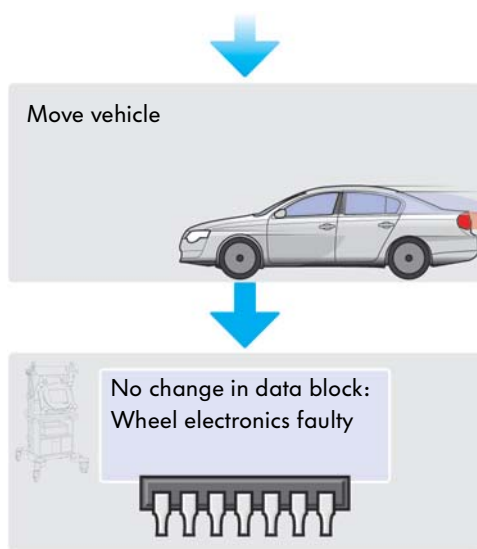 Move vehicle
No change in data block:
Wheel electronics faulty